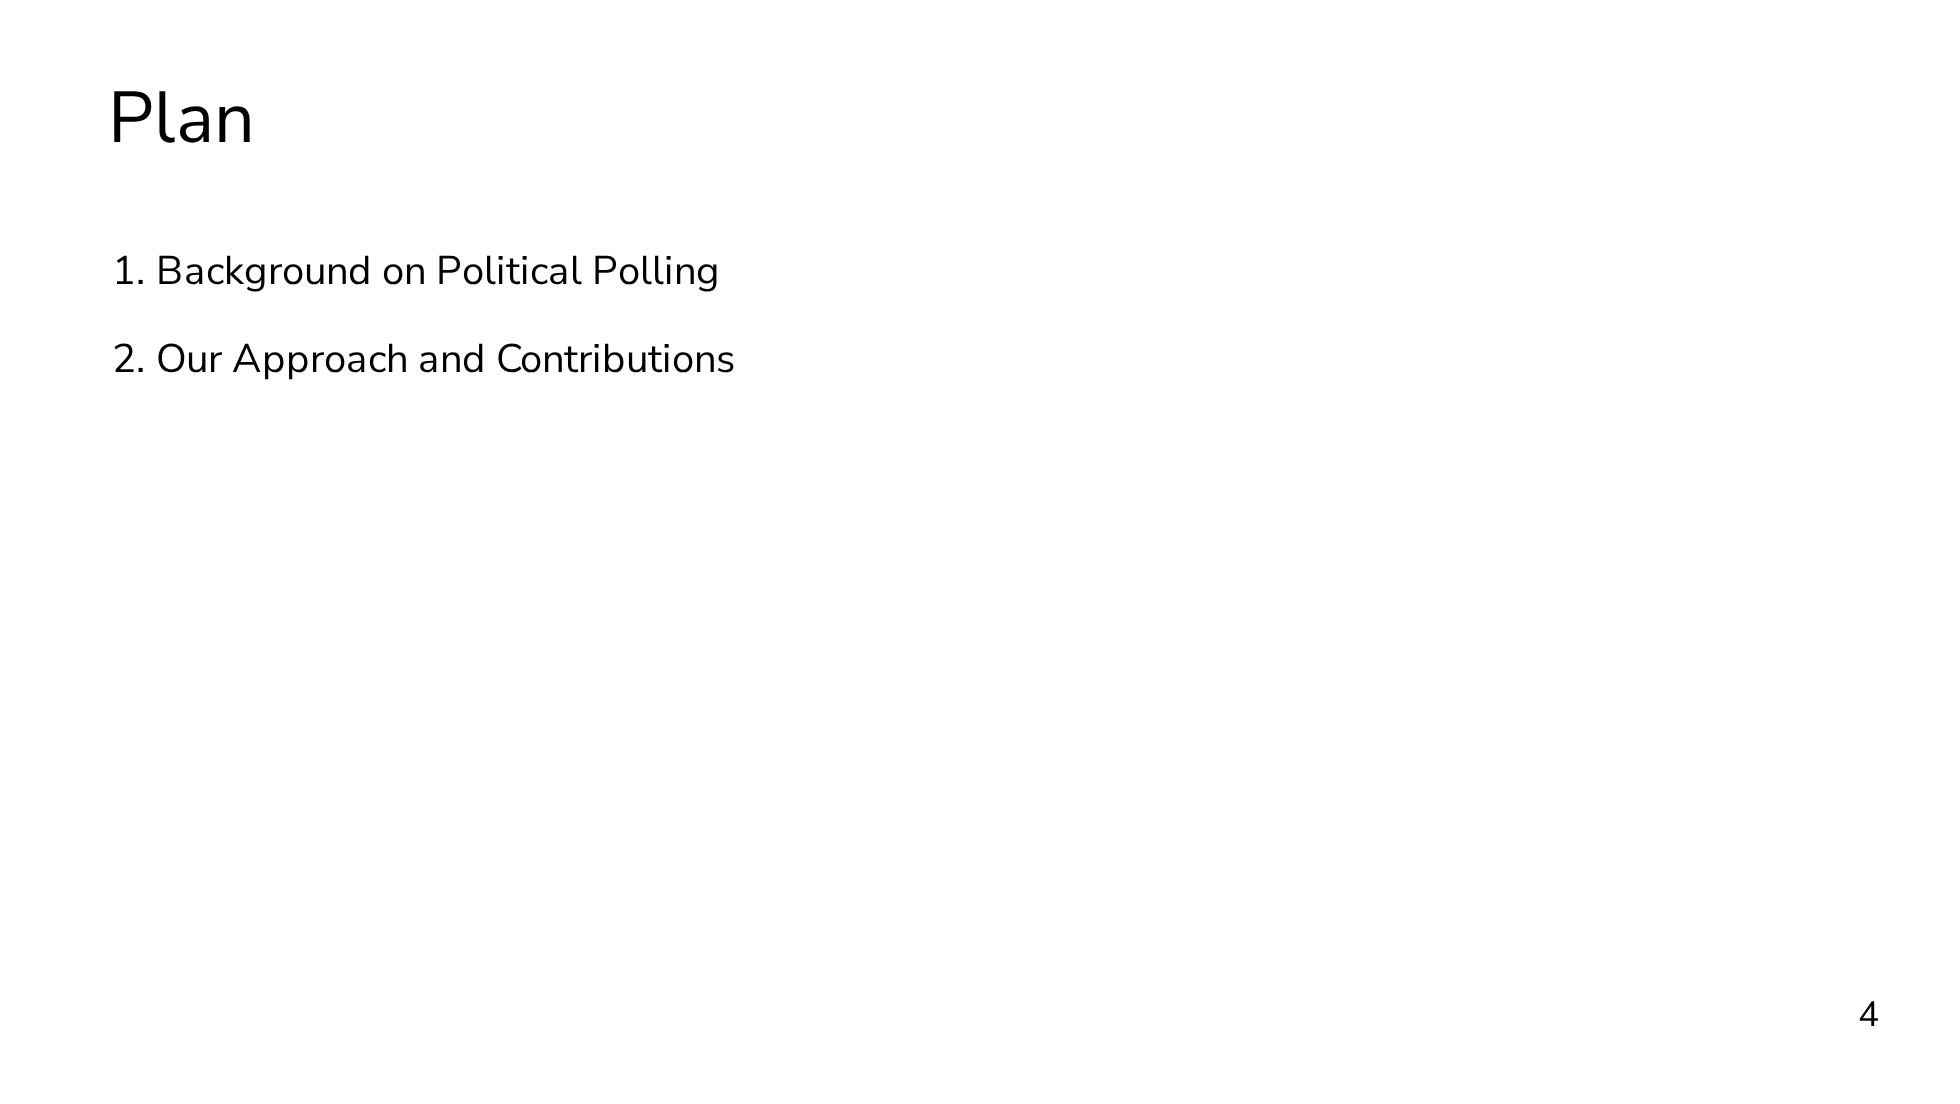 Plan
1. Background on Political Polling
2. Our Approach and Contributions
4